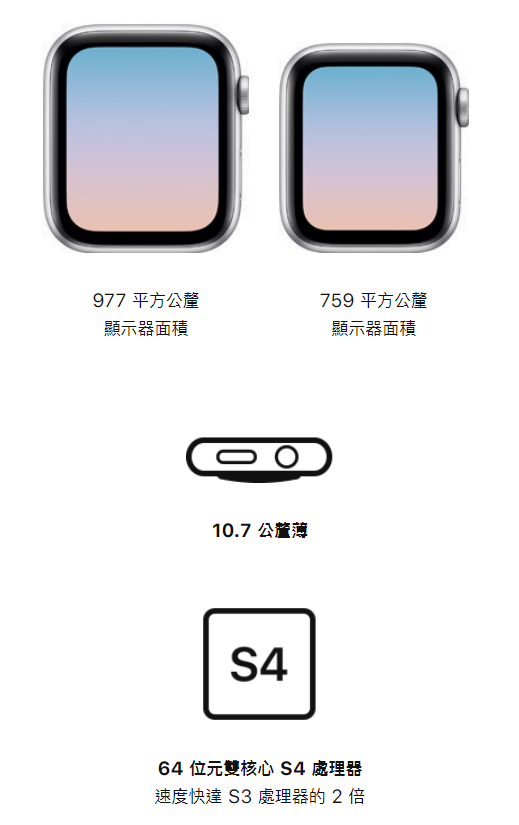 977 平方公釐
顯示器面積
759 平方公釐
顯示器面積
10.7 公釐薄
S4
64 位元雙核心 S4 處理器
速度快達 S3 處理器的 2 倍